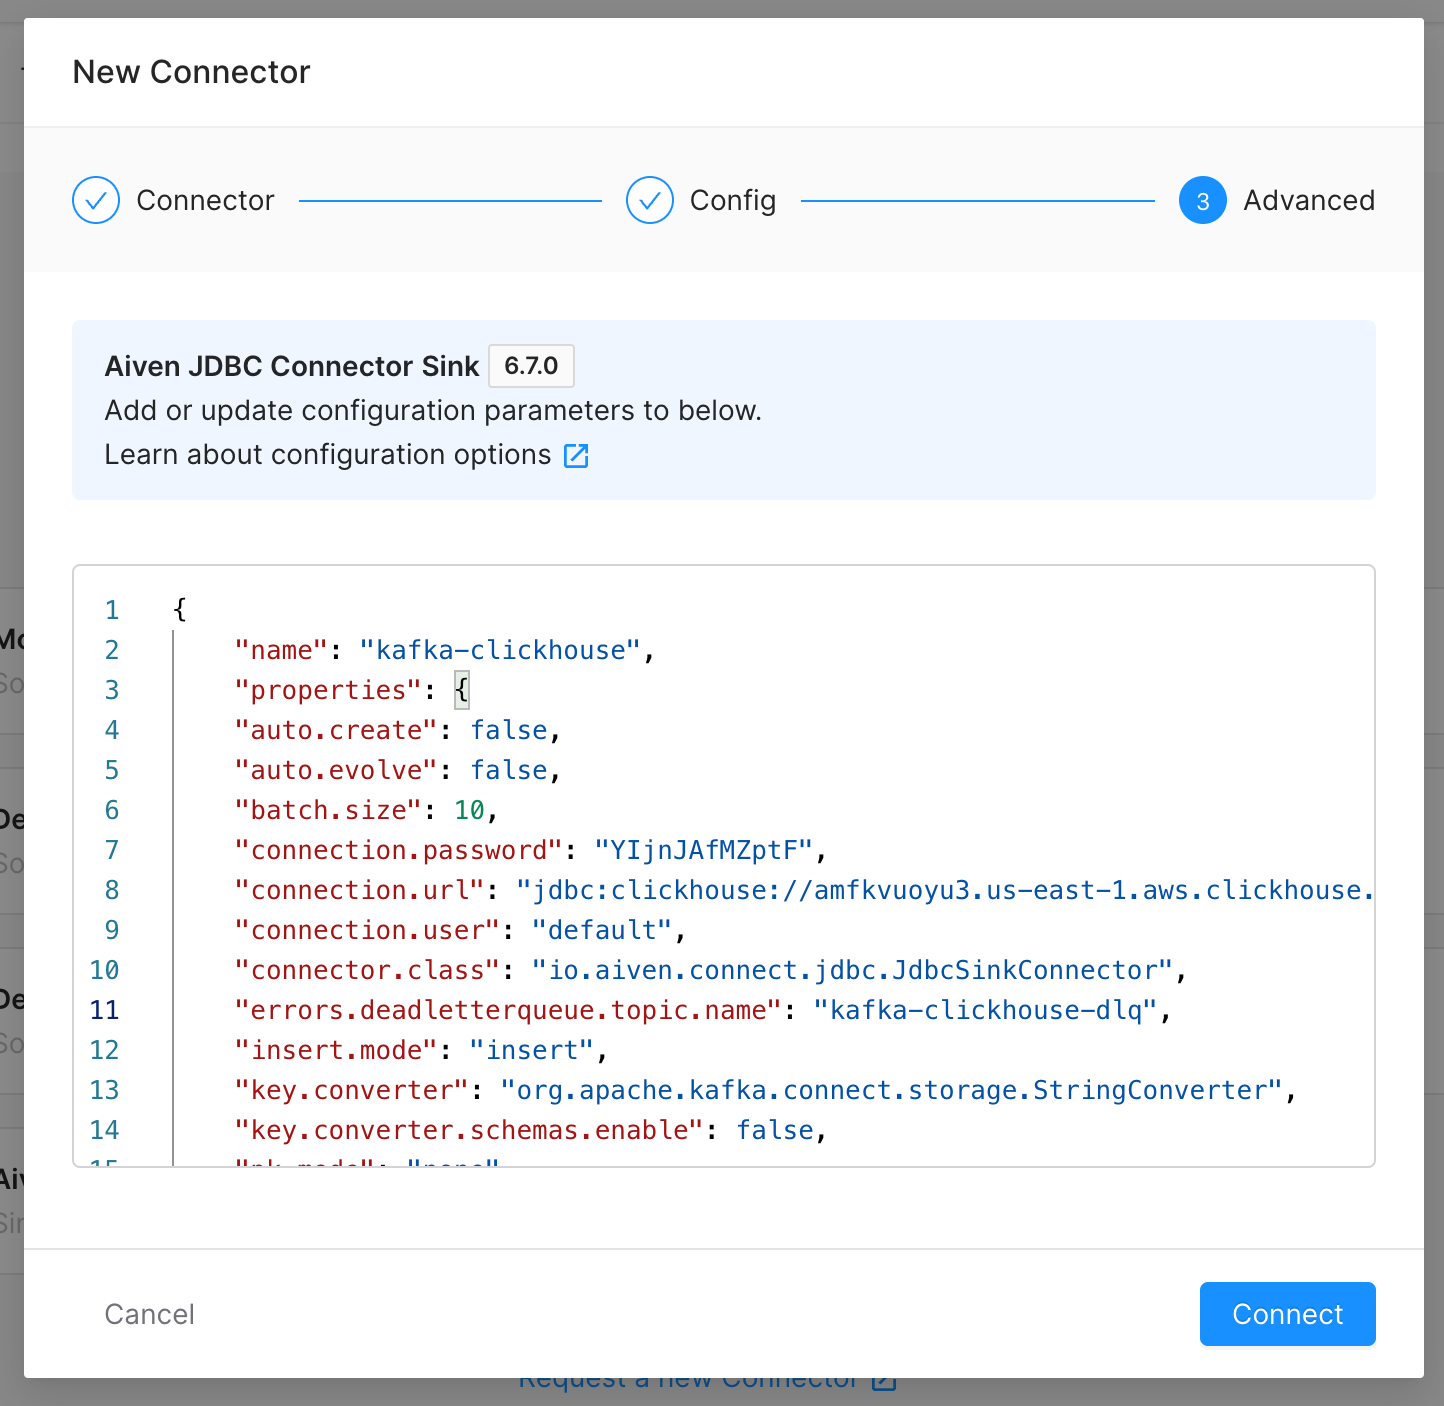 New Connector
Connector
Config
3 Advanced
Aiven JDBC Connector Sink 6.7.0
Add or update configuration parameters to below.
Learn about configuration options
1 {
2 "name": "kafka-clickhouse",
3 "properties": {
4 "auto.create": false,
5 "auto.evolve": false,
6 "batch.size": 10,
7 "connection.password": "YIjnJAfMZptF",
8 "connection.url": "jdbc:clickhouse://amfkvuoyu3.us-east-1.aws.clickhouse.
9 "connection.user": "default",
10 "connector.class": "io.aiven.connect.jdbc.JdbcSinkConnector",
11 "errors.deadletterqueue.topic.name": "kafka-clickhouse-dlq",
12 "insert.mode": "insert",
13 "key.converter": "org.apache.kafka.connect.storage.StringConverter",
14 "key.converter.schemas.enable": false,
15 "pk.mode": "none"
Cancel
Connect
Request a new Connector